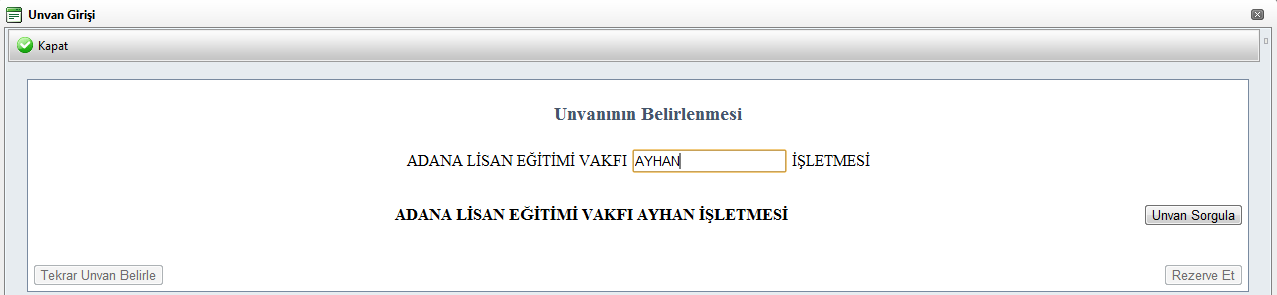 Unvan Girişi
Kapat
Unvanının Belirlenmesi
ADANA LİSAN EĞİTİMİ VAKFI AYHAN İŞLETMESİ
ADANA LİSAN EĞİTİMİ VAKFI AYHAN İŞLETMESİ
Unvan Sorgula
Tekrar Unvan Belirle
Rezerve Et